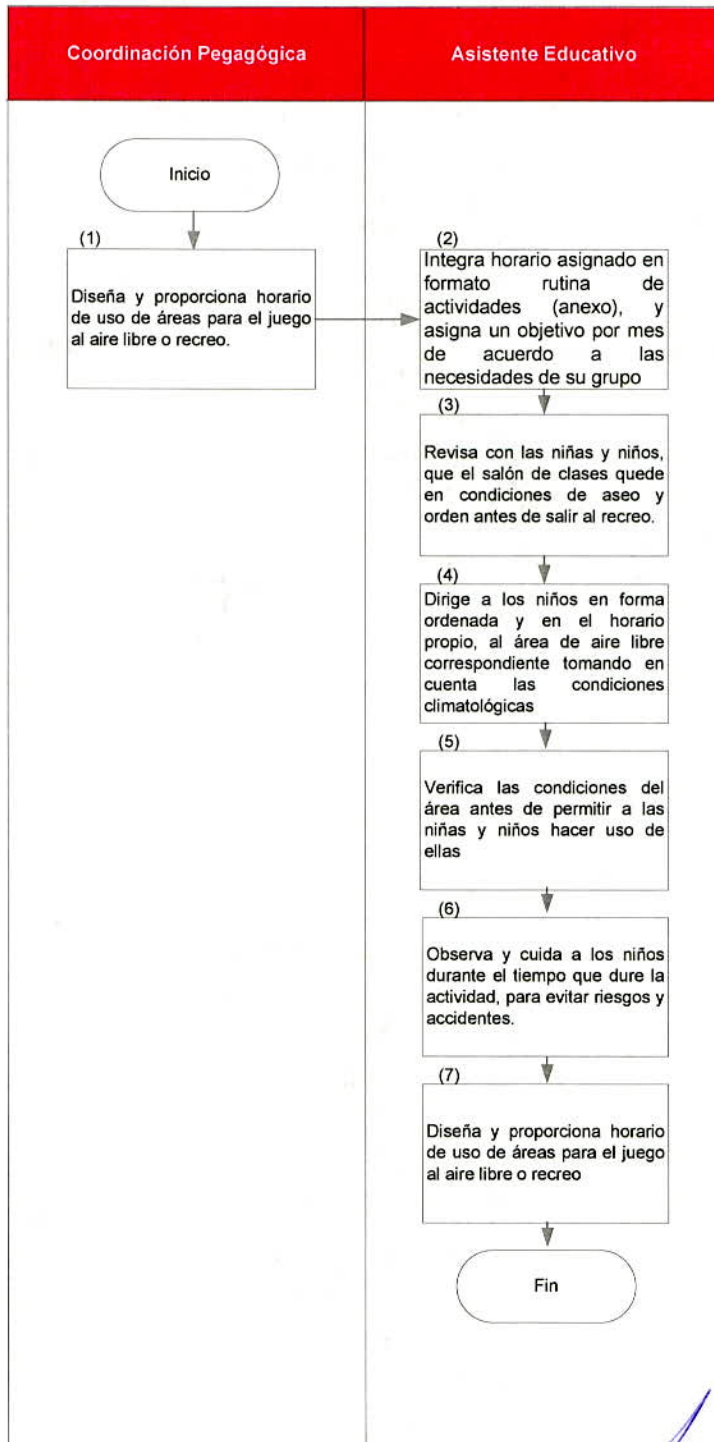 Coordinación Pegagógica
Asistente Educativo
Inicio
(1)
Diseña y proporciona horario
de uso de áreas para el juego
al aire libre o recreo.
(2)
Integra horario asignado en
formato rutina de
actividades (anexo), y
asigna un objetivo por mes
de acuerdo a las
necesidades de su grupo
(3)
Revisa con las niñas y niños,
que el salón de clases quede
en condiciones de aseo y
orden antes de salir al recreo.
(4)
Dirige a los niños en forma
ordenada y en el horario
propio, al área de aire libre
correspondiente tomando en
cuenta las condiciones
climatológicas
(5)
Verifica las condiciones del
área antes de permitir a las
niñas y niños hacer uso de
ellas
(6)
Observa y cuida a los niños
durante el tiempo que dure la
actividad, para evitar riesgos y
accidentes.
(7)
Diseña y proporciona horario
de uso de áreas para el juego
al aire libre o recreo
Fin